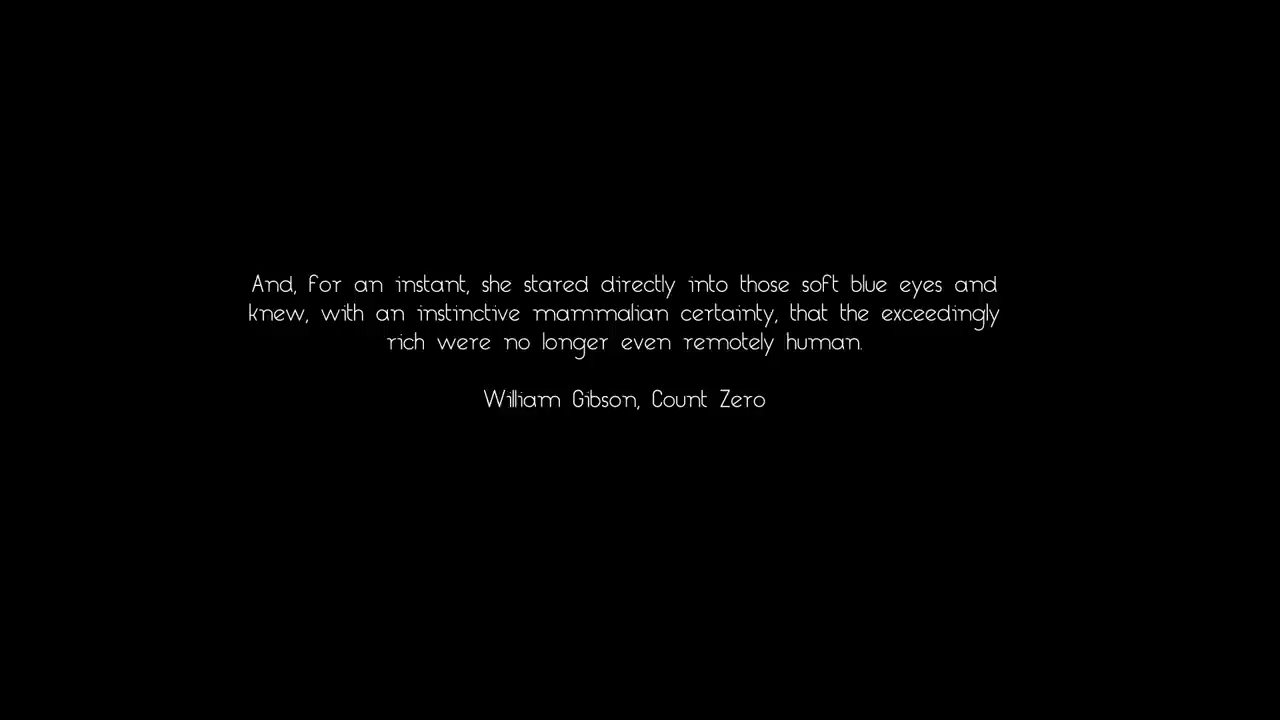 And, for an instant, she stared directly into those soft blue eyes and
knew, with an instinctive mammalian certainty, that the exceedingly
rich were no longer even remotely human.
William Gibson, Count Zero